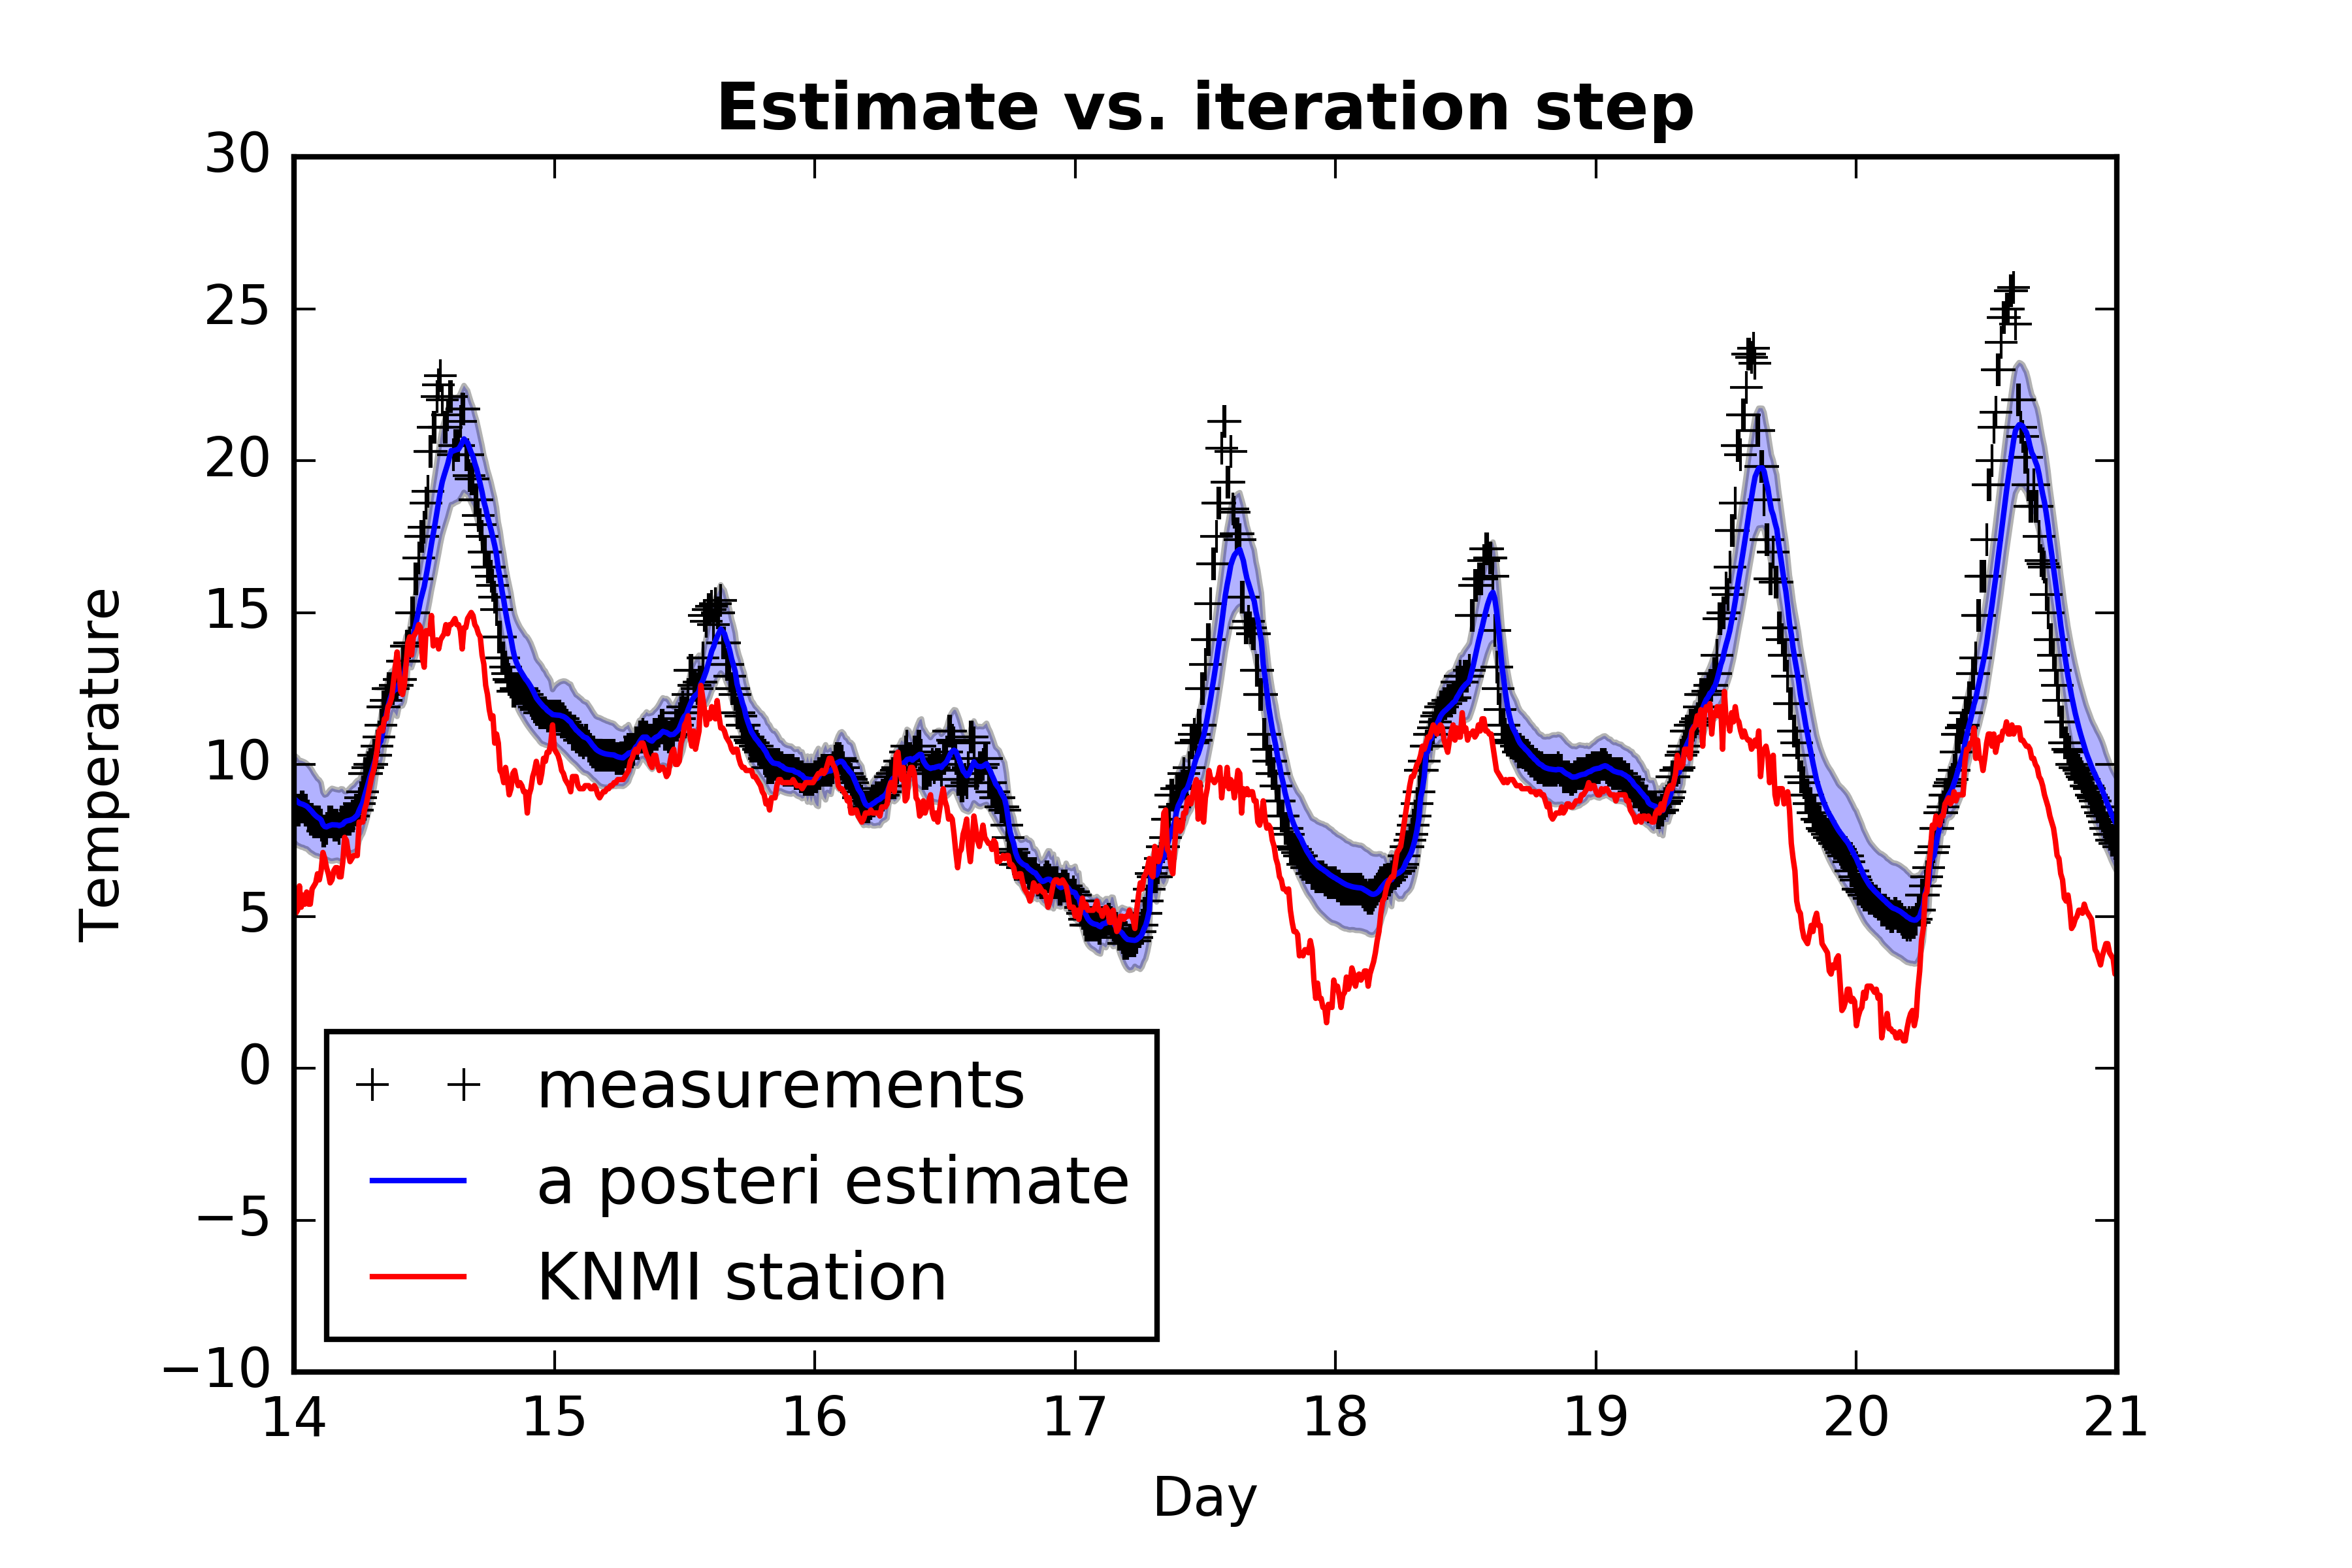 Estimate vs. iteration step
30
25
20
15
10
5
0
−5
−10
Temperature
measurements
a posteri estimate
KNMI station
14 15 16 17 18 19 20 21
Day